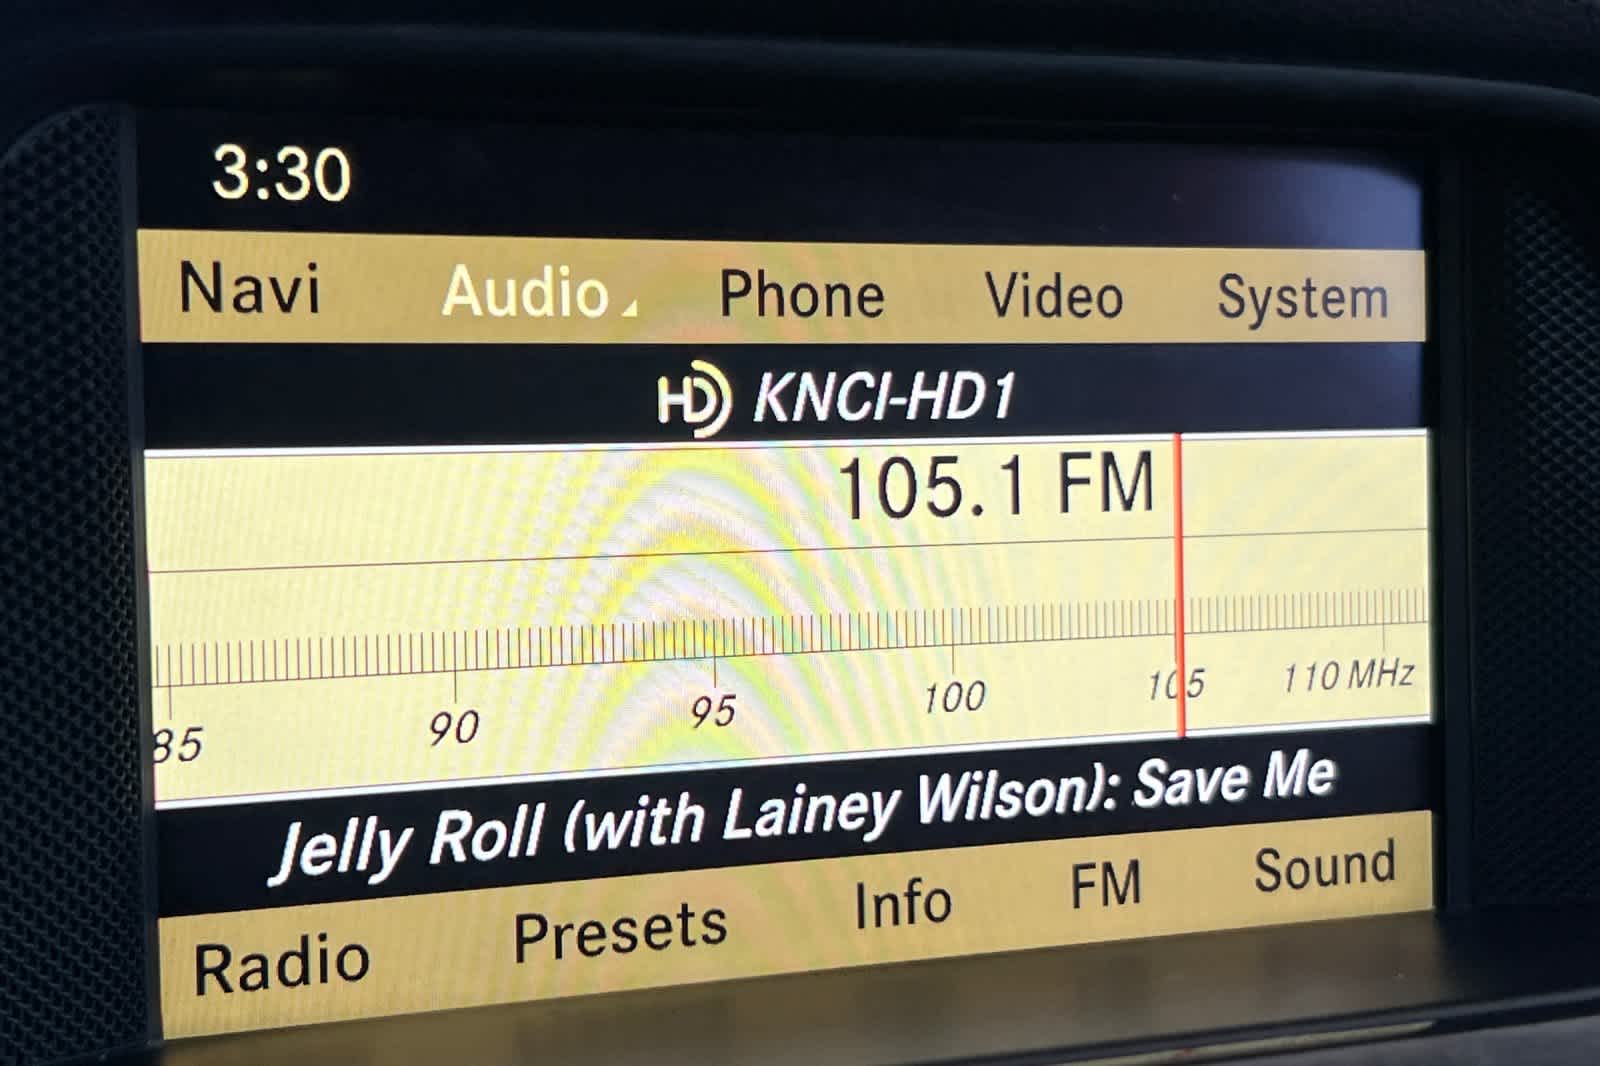 3:30
Navi Audio Phone Video System
HD KNCI-HD1
105.1 FM
85 90 95 100 105 110 MHz
Jelly Roll (with Lainey Wilson): Save Me
Radio Presets Info FM Sound